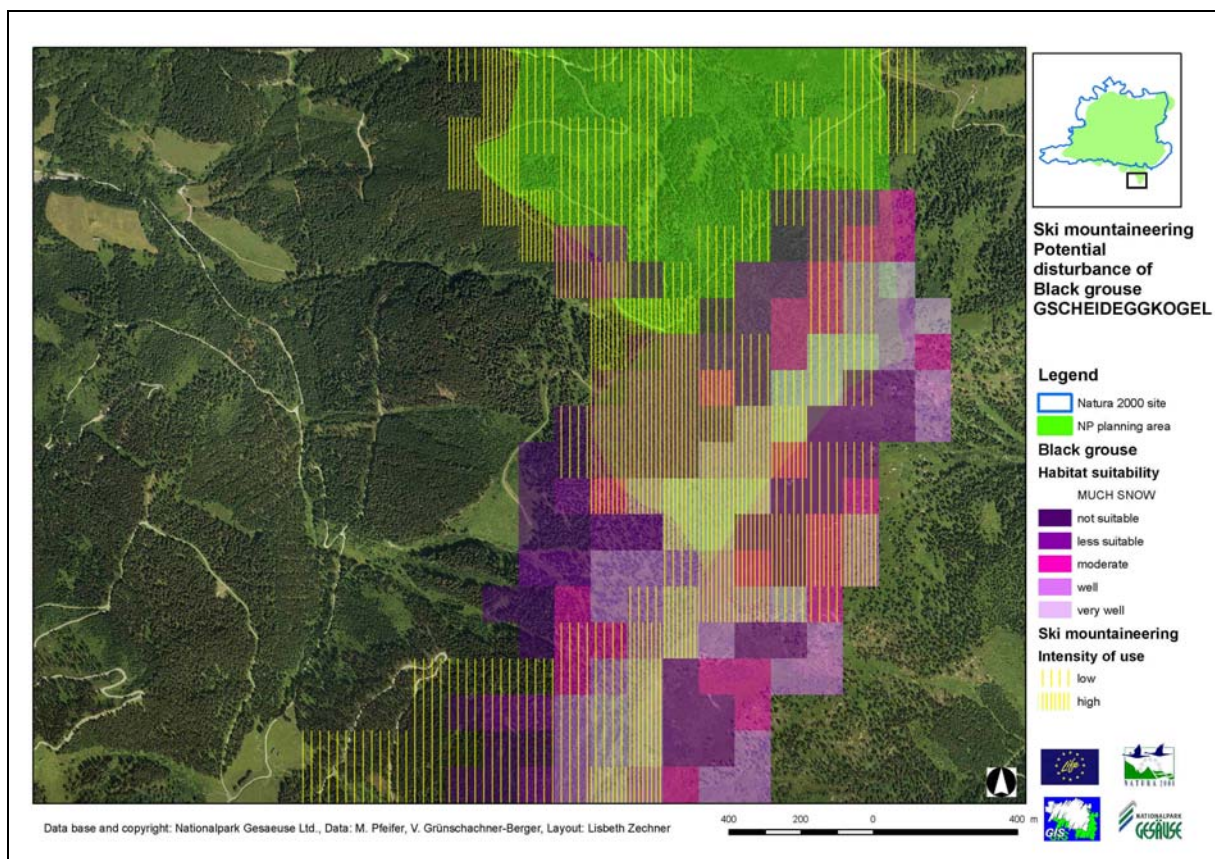 Ski mountaineering
Potential
disturbance of
Black grouse
GSCHEIDEGGKOGEL
Legend
Natura 2000 site
NP planning area
Black grouse
Habitat suitability
MUCH SNOW
not suitable
less suitable
moderate
well
very well
Ski mountaineering
Intensity of use
low
high
Life
NATURA 2000
GIS
NATIONALPARK
GESÄUSE
Data base and copyright: Nationalpark Gesaeuse Ltd., Data: M. Pfeifer, V. Grünschachner-Berger, Layout: Lisbeth Zechner
400 200 0 400 m